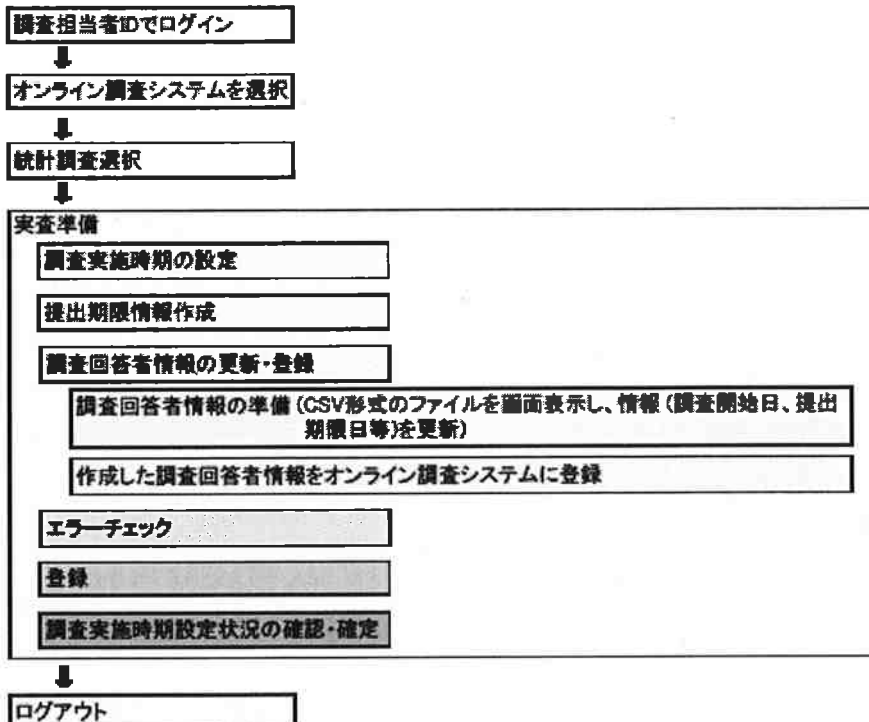 調査担当者IDでログイン
オンライン調査システムを選択
統計調査選択
実査準備
調査実施時期の設定
提出期限情報作成
調査回答者情報の更新・登録
調査回答者情報の準備(CSV形式のファイルを画面表示し、情報(調査開始日、提出
期限日等)を更新)
作成した調査回答者情報をオンライン調査システムに登録
エラーチェック
登録
調査実施時期設定状況の確認・確定
ログアウト